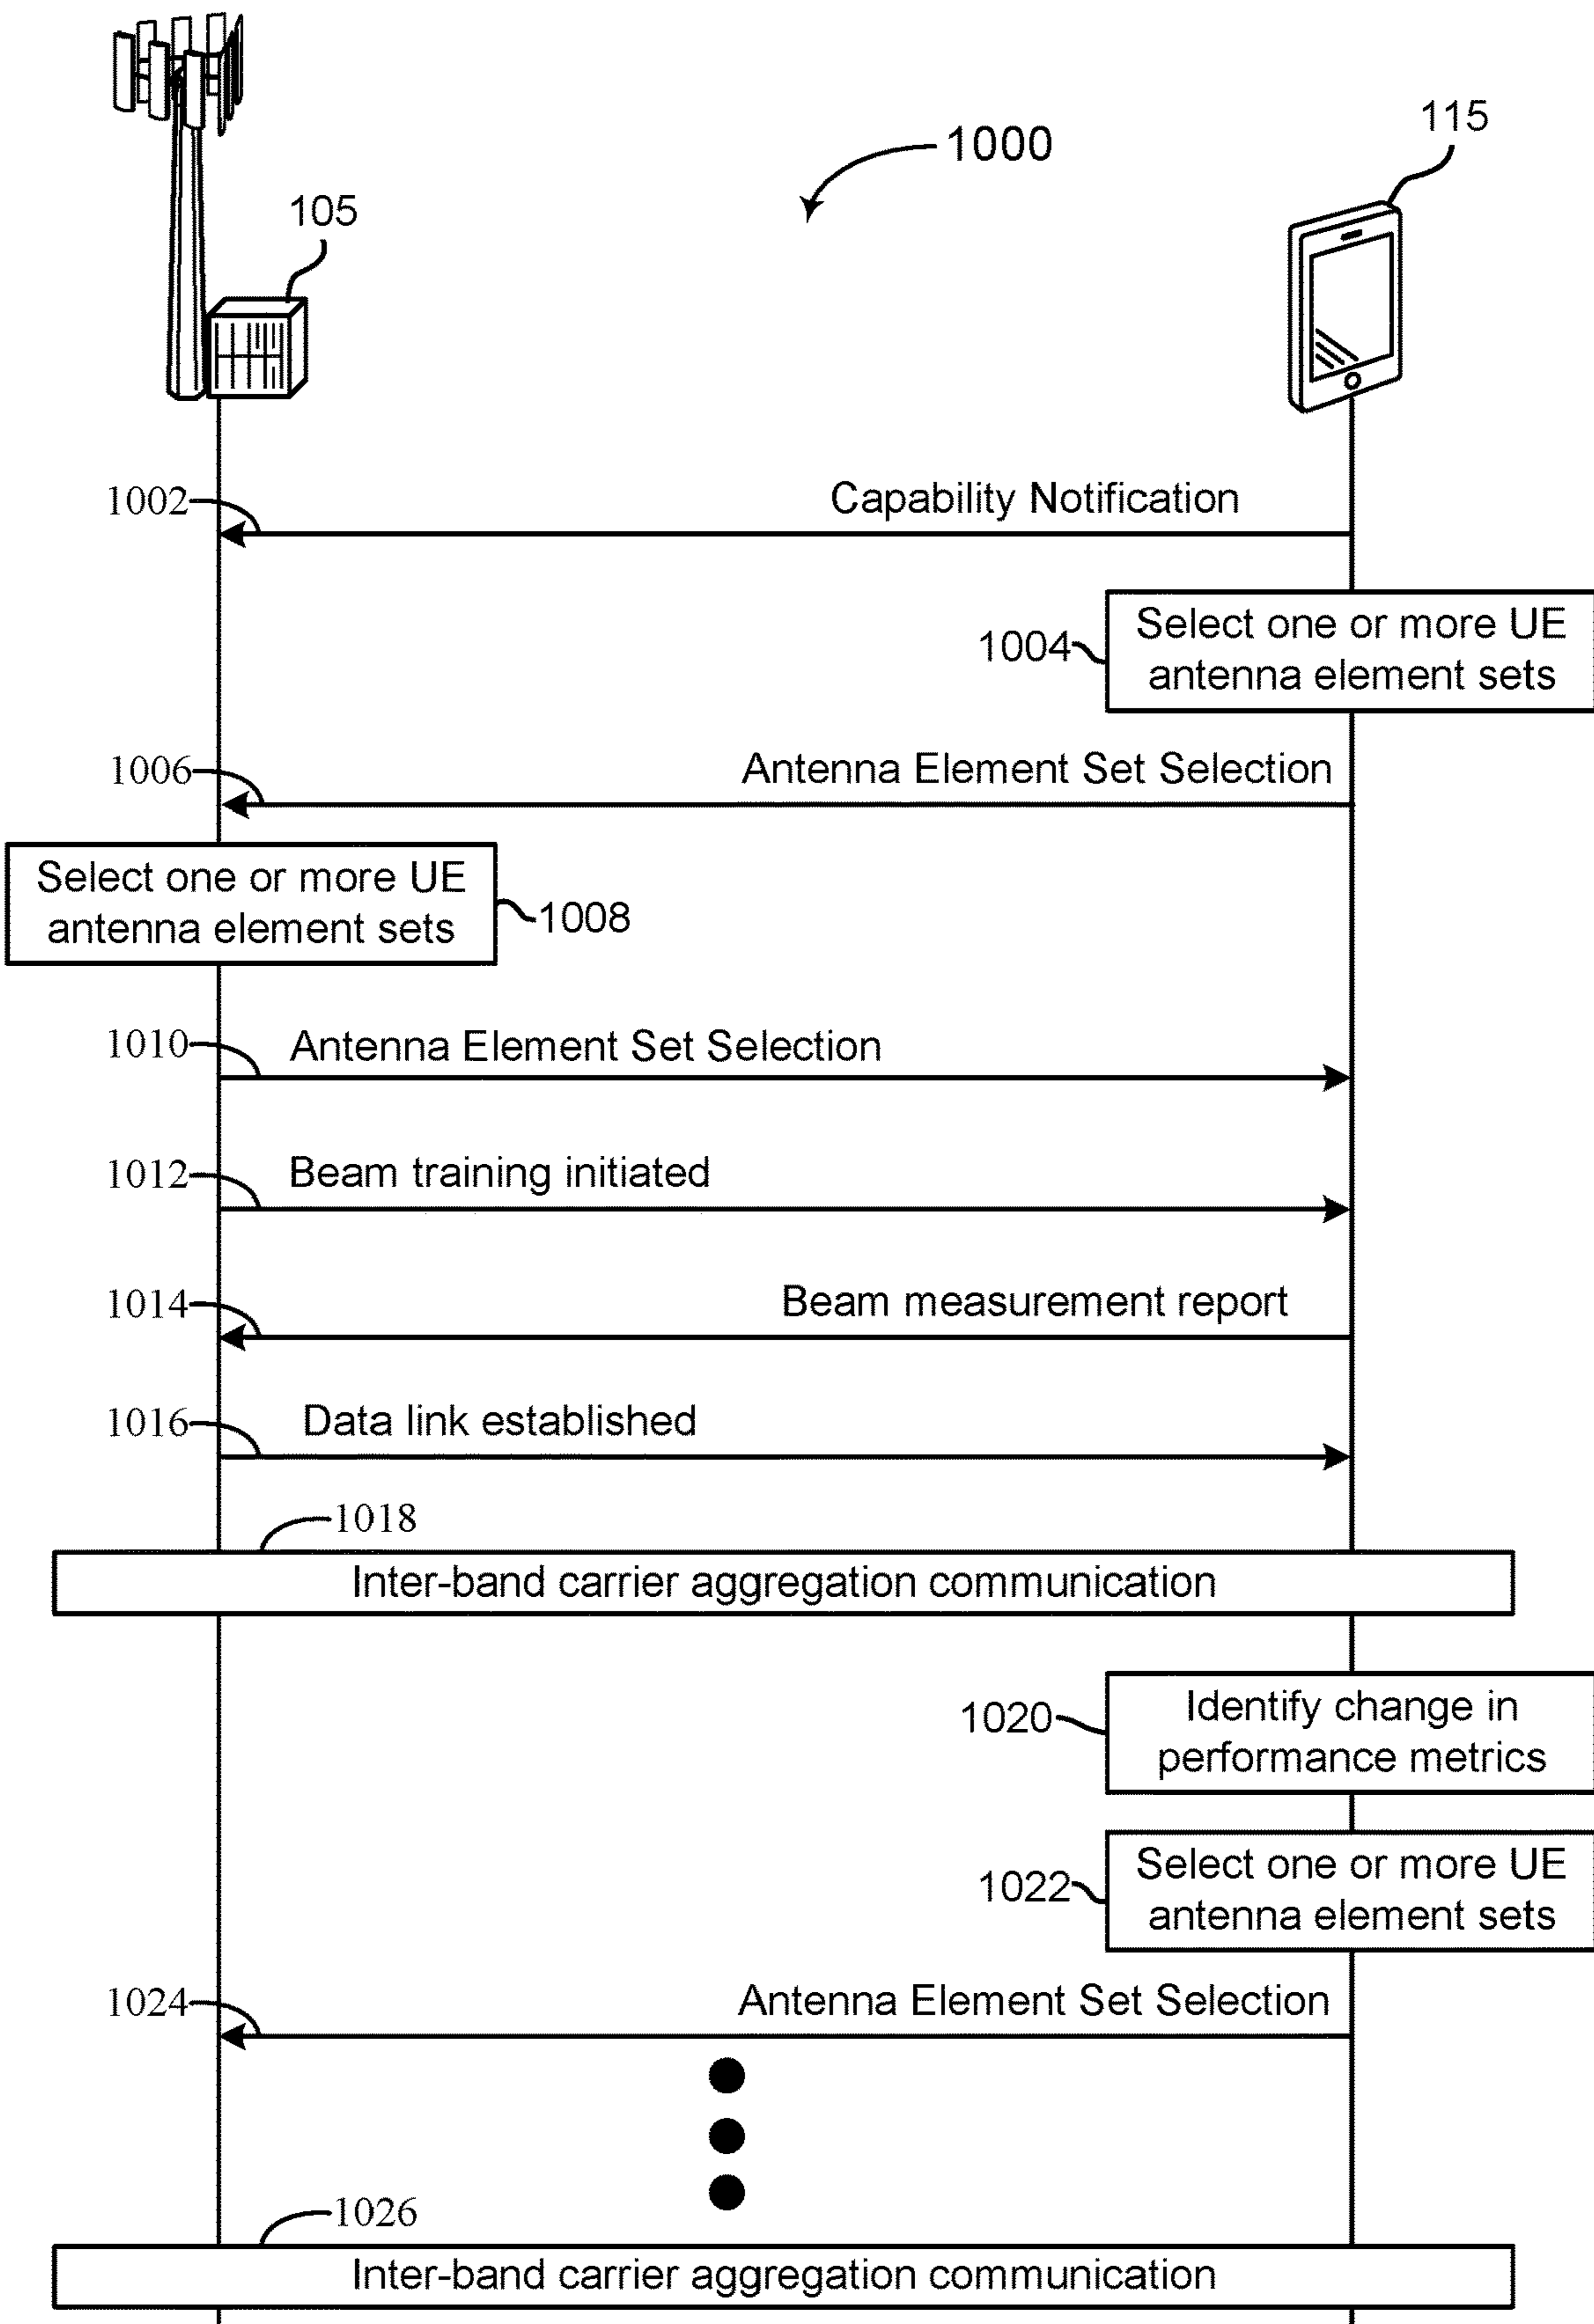 1000
115
105
1002
Capability Notification
1004
Select one or more UE
antenna element sets
1006
Antenna Element Set Selection
Select one or more UE
antenna element sets
1008
1010
Antenna Element Set Selection
1012
Beam training initiated
1014
Beam measurement report
1016
Data link established
1018
Inter-band carrier aggregation communication
1020
Identify change in
performance metrics
1022
Select one or more UE
antenna element sets
1024
Antenna Element Set Selection
1026
Inter-band carrier aggregation communication